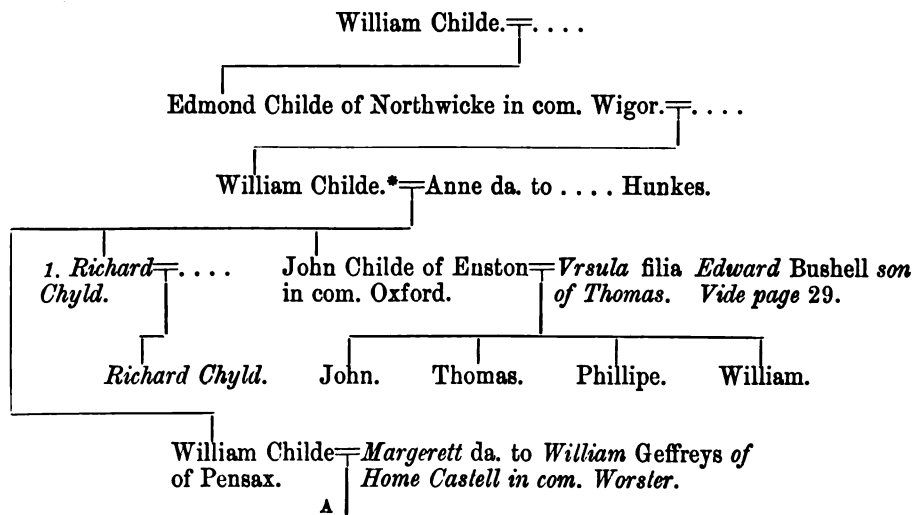 William Childe.=. . . .
Edmond Childe of Northwicke in com. Wigor.=. . . .
William Childe.*=Anne da. to . . . . Hunkes.
1. Richard=. . . . John Childe of Enston=Vrsula filia Edward Bushell son
Chyld. in com. Oxford. of Thomas. Vide page 29.
Richard Chyld. John. Thomas. Phillipe. William.
William Childe=Margerett da. to William Geffreys of
of Pensax. Home Castell in com. Worster.
A